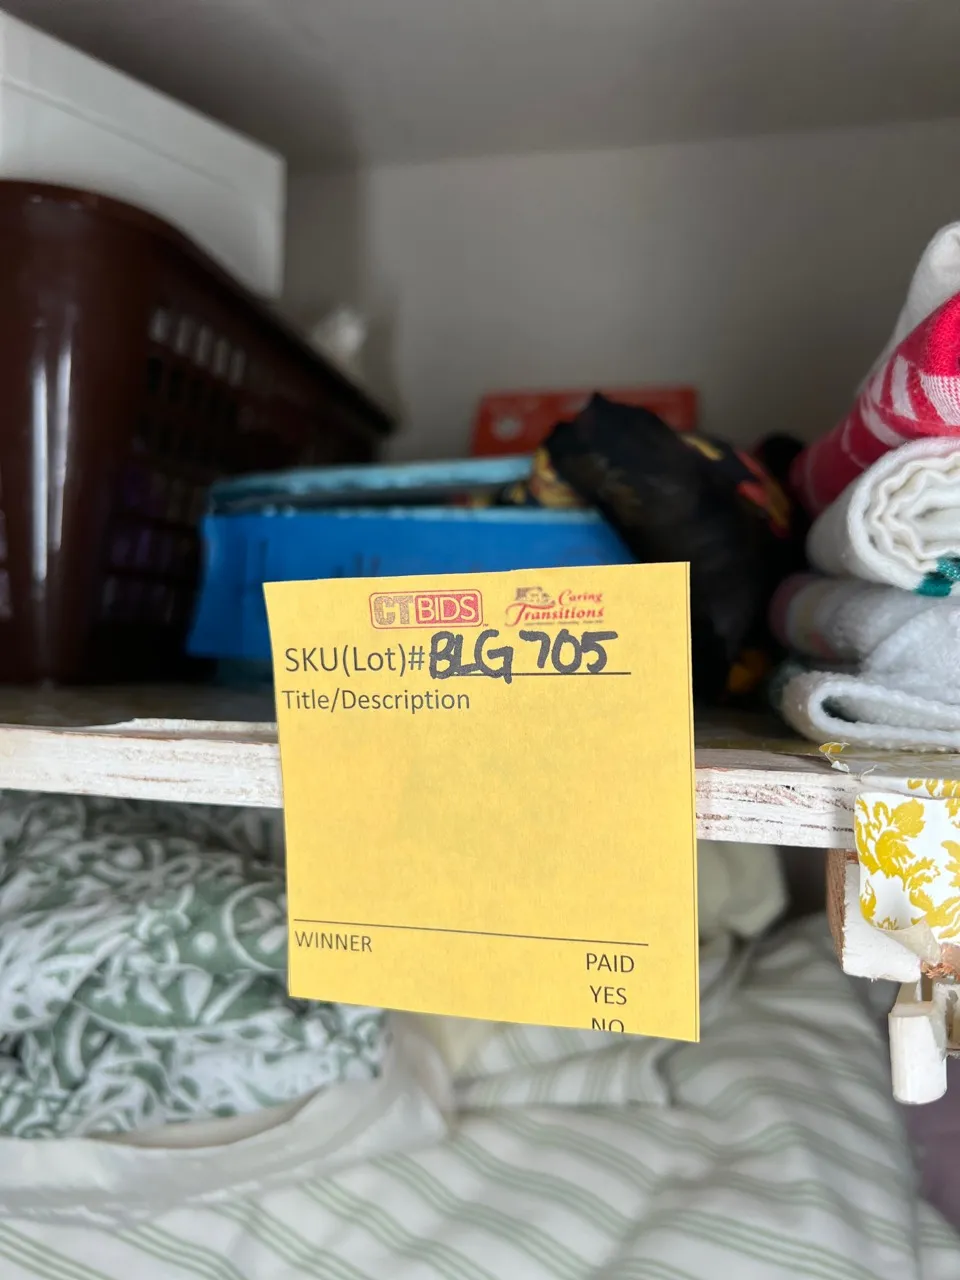 CTBIDS
Caring
Transitions
SKU(Lot)# BLG 705
Title/Description
WINNER
PAID
YES
NO